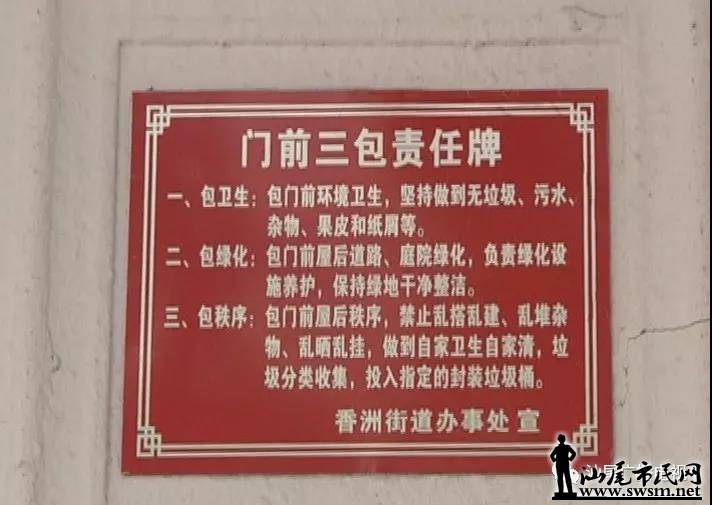 门前三包责任牌
一、包卫生：包门前环境卫生，坚持做到无垃圾、污水、
杂物、果皮和纸屑等。
二、包绿化：包门前屋后道路、庭院绿化，负责绿化设
施养护，保持绿地干净整洁。
三、包秩序：包门前屋后秩序，禁止乱搭乱建、乱堆杂
物、乱晒乱挂，做到自家卫生自家清，垃
圾分类收集，投入指定的封装垃圾桶。
香洲街道办事处 宣
汕尾市民网
www.swsm.net